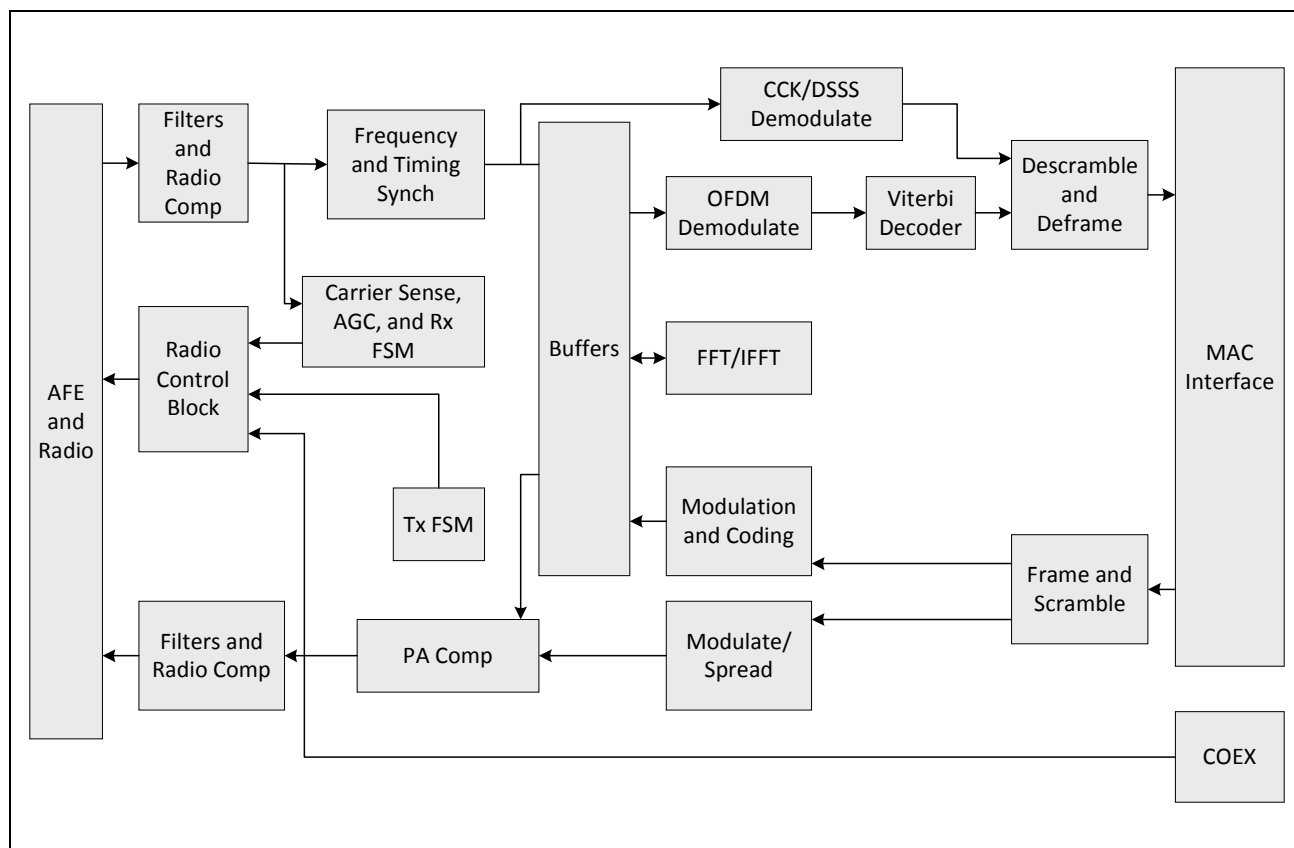 AFE
and
Radio
Filters
and
Radio
Comp
Frequency
and Timing
Synch
Carrier Sense,
AGC, and Rx
FSM
Radio
Control
Block
Tx FSM
Filters and
Radio Comp
PA Comp
Buffers
CCK/DSSS
Demodulate
OFDM
Demodulate
Viterbi
Decoder
Descramble
and
Deframe
FFT/IFFT
Modulation
and Coding
Modulate/
Spread
Frame and
Scramble
MAC
Interface
COEX